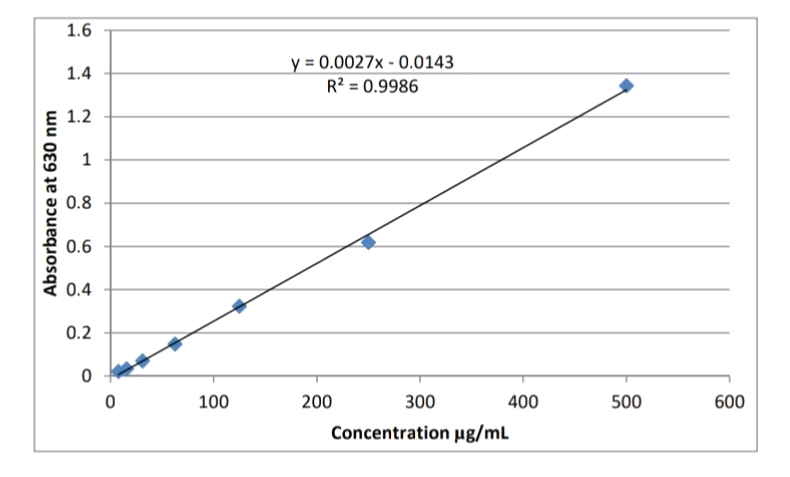 y = 0.0027x - 0.0143
R² = 0.9986
Absorbance at 630 nm
1.6
1.4
1.2
1
0.8
0.6
0.4
0.2
0
0 100 200 300 400 500 600
Concentration µg/mL